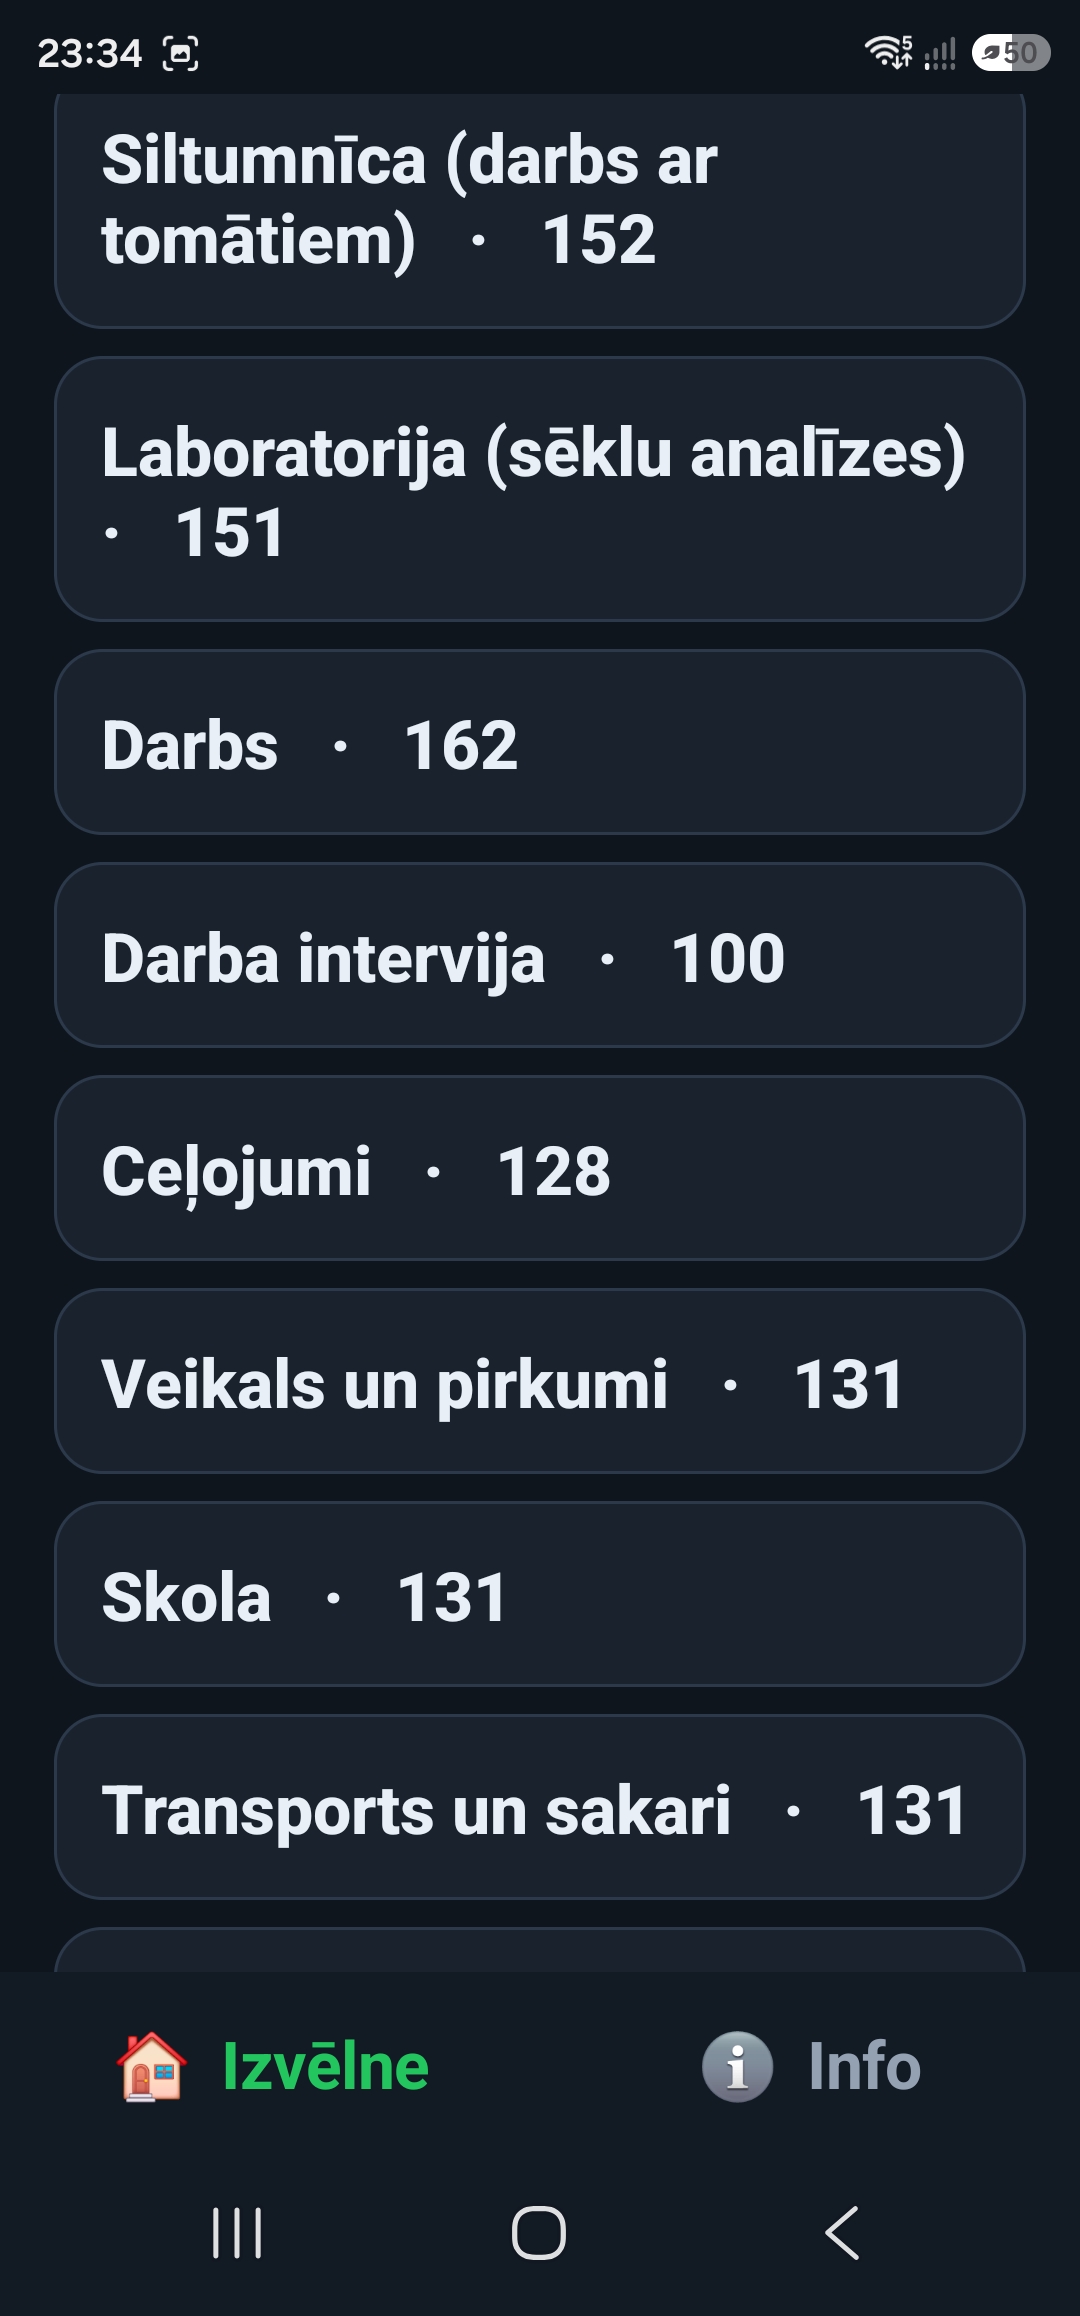 23:34
5
50
Siltumnīca (darbs ar
tomātiem) · 152
Laboratorija (sēklu analīzes)
· 151
Darbs · 162
Darba intervija · 100
Ceļojumi · 128
Veikals un pirkumi · 131
Skola · 131
Transports un sakari · 131
Izvēlne
Info